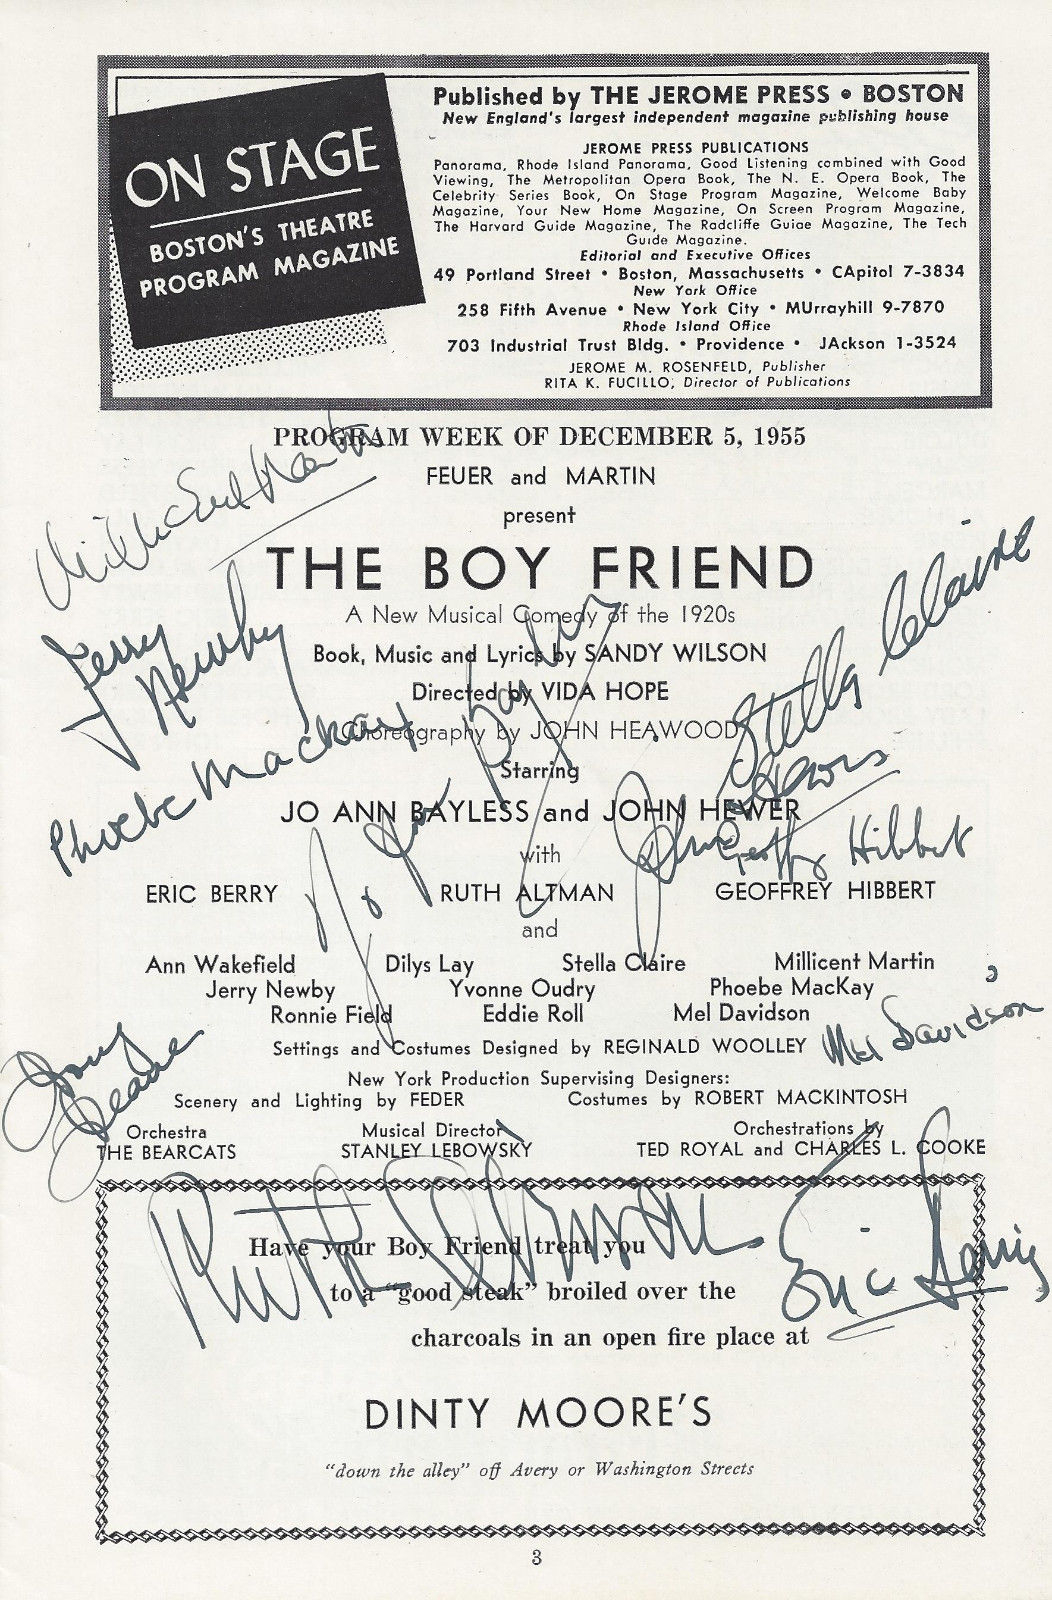 ON STAGE
BOSTON'S THEATRE
PROGRAM MAGAZINE
Published by THE JEROME PRESS • BOSTON
New England's largest independent magazine publishing house
JEROME PRESS PUBLICATIONS
Panorama, Rhode Island Panorama, Good Listening combined with Good
Viewing, The Metropolitan Opera Book, The N. E. Opera Book, The
Celebrity Series Book, On Stage Program Magazine, Welcome Baby
Magazine, Your New Home Magazine, On Screen Program Magazine,
The Harvard Guide Magazine, The Radcliffe Guiae Magazine, The Tech
Guide Magazine.
Editorial and Executive Offices
49 Portland Street • Boston, Massachusetts • CApitol 7-3834
New York Office
258 Fifth Avenue • New York City • MUrrayhill 9-7870
Rhode Island Office
703 Industrial Trust Bldg. • Providence • JAckson 1-3524
JEROME M. ROSENFELD, Publisher
RITA K. FUCILLO, Director of Publications
PROGRAM WEEK OF DECEMBER 5, 1955
FEUER and MARTIN
present
Millicent Martin
THE BOY FRIEND
A New Musical Comedy of the 1920s
Stella Claire
Jerry
Newby
Book, Music and Lyrics by SANDY WILSON
Directed by VIDA HOPE
Choreography by JOHN HEAWOOD
Phoebe Mackay
Starring
Jo Ann Bayless
John Hewer
JO ANN BAYLESS and JOHN HEWER
with
Geoffrey Hibbert
ERIC BERRY RUTH ALTMAN GEOFFREY HIBBERT
and
Ann Wakefield Dilys Lay Stella Claire Millicent Martin
Jerry Newby Yvonne Oudry Phoebe MacKay
Ronnie Field Eddie Roll Mel Davidson
Mel Davidson
Settings and Costumes Designed by REGINALD WOOLLEY
New York Production Supervising Designers:
Scenery and Lighting by FEDER Costumes by ROBERT MACKINTOSH
Orchestra Musical Director Orchestrations by
THE BEARCATS STANLEY LEBOWSKY TED ROYAL and CHARLES L. COOKE
Ruth Altman
Eric Berry
Have your Boy Friend treat you
to a "good steak" broiled over the
charcoals in an open fire place at
DINTY MOORE'S
"down the alley" off Avery or Washington Streets
3